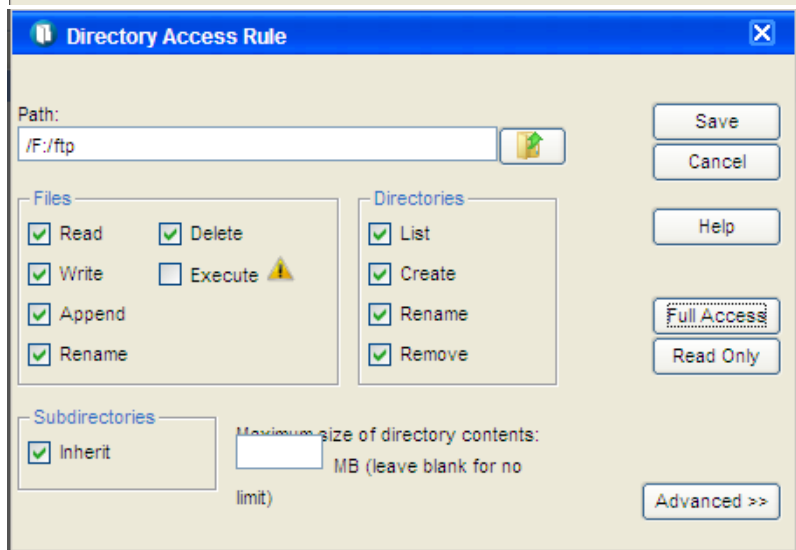 Directory Access Rule
Path:
/F:/ftp
Save
Cancel
Files
Read
Delete
Write
Execute
Append
Rename
Directories
List
Create
Rename
Remove
Help
Full Access
Read Only
Subdirectories
Inherit
Maximum size of directory contents:
MB (leave blank for no
limit)
Advanced >>